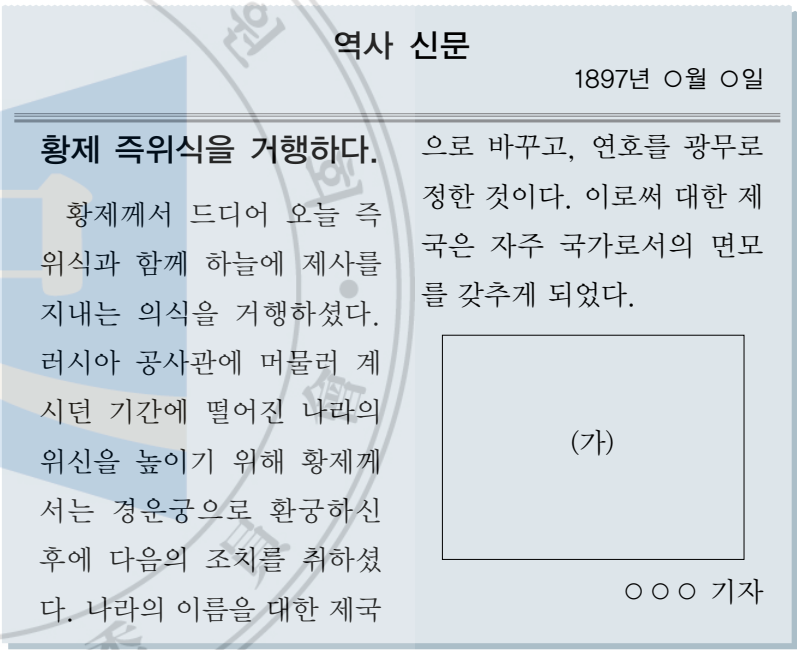 역사 신문
1897년 ○월 ○일
황제 즉위식을 거행하다.
황제께서 드디어 오늘 즉
위식과 함께 하늘에 제사를
지내는 의식을 거행하셨다.
러시아 공사관에 머물러 계
시던 기간에 떨어진 나라의
위신을 높이기 위해 황제께
서는 경운궁으로 환궁하신
후에 다음의 조치를 취하셨
다. 나라의 이름을 대한 제국
으로 바꾸고, 연호를 광무로
정한 것이다. 이로써 대한 제
국은 자주 국가로서의 면모
를 갖추게 되었다.
(가)
○○○ 기자